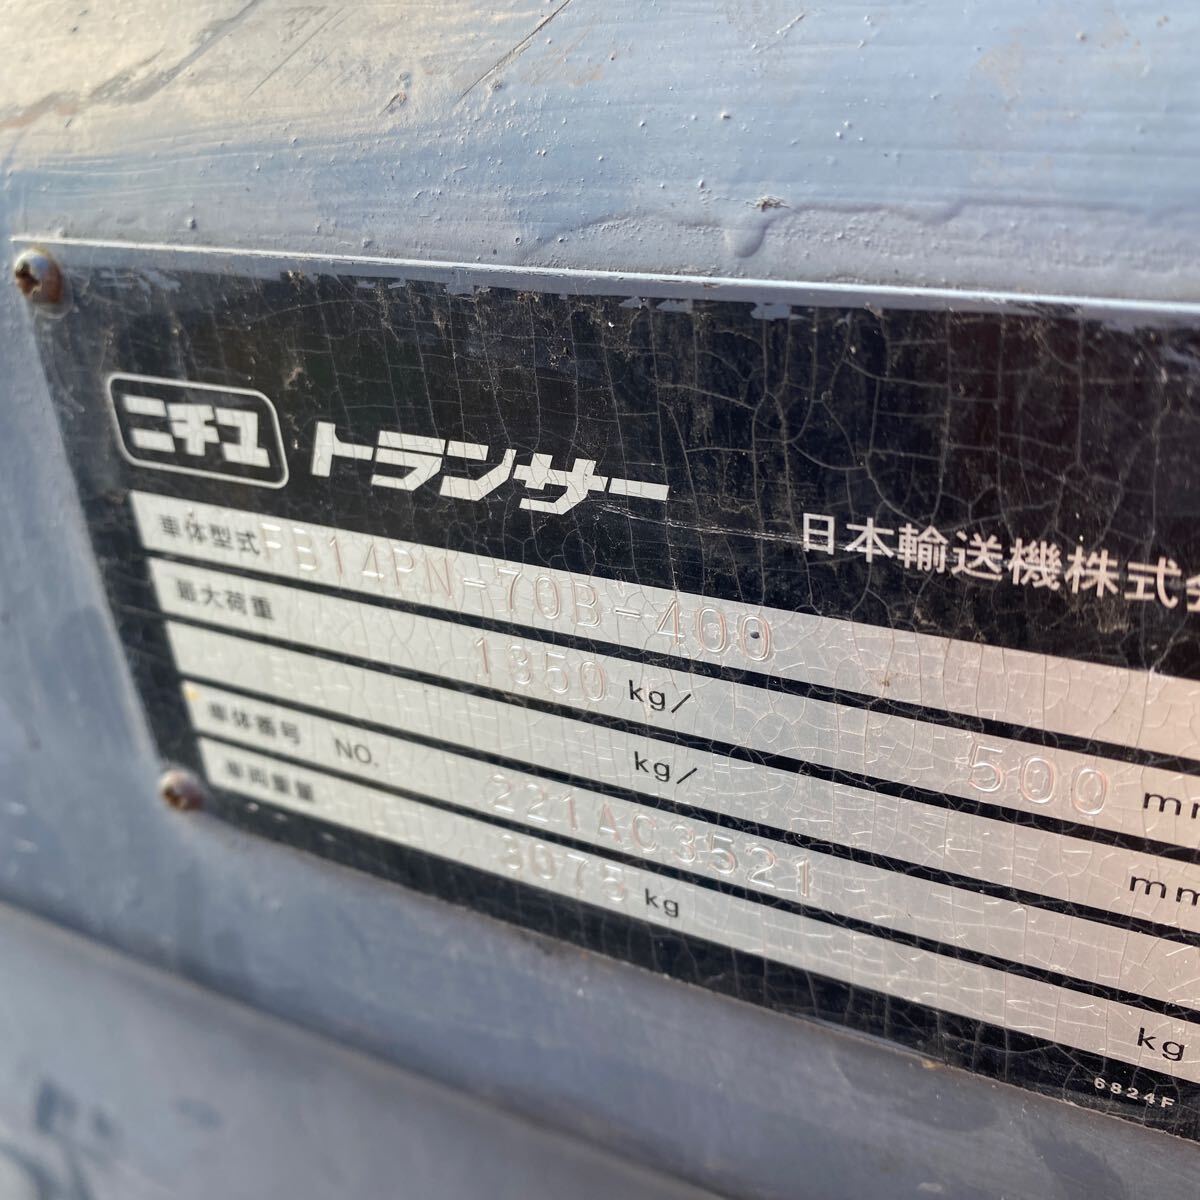 ニチユ トランサー
日本輸送機株式会
車体型式 FB14PN-70B-400
最大荷重 1350 kg/ 500 mm
kg/ mm
車体番号 NO. 221AC3521
車両重量 3075 kg
kg
6824F